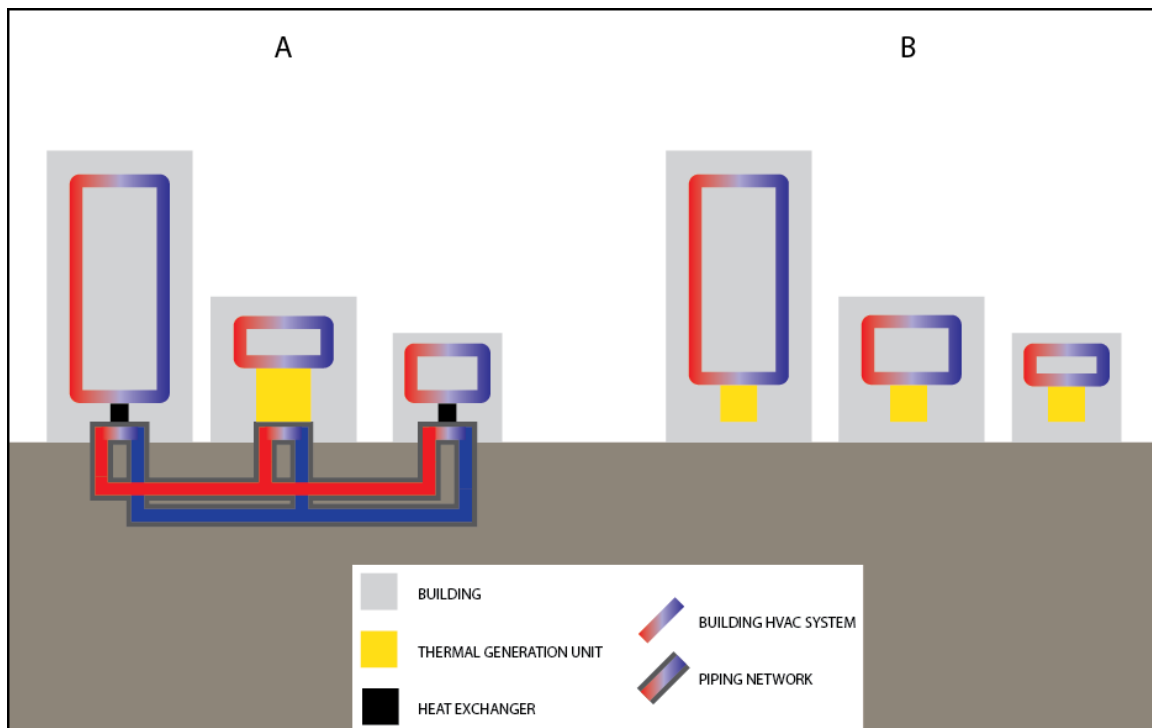 A
B
BUILDING
THERMAL GENERATION UNIT
HEAT EXCHANGER
BUILDING HVAC SYSTEM
PIPING NETWORK